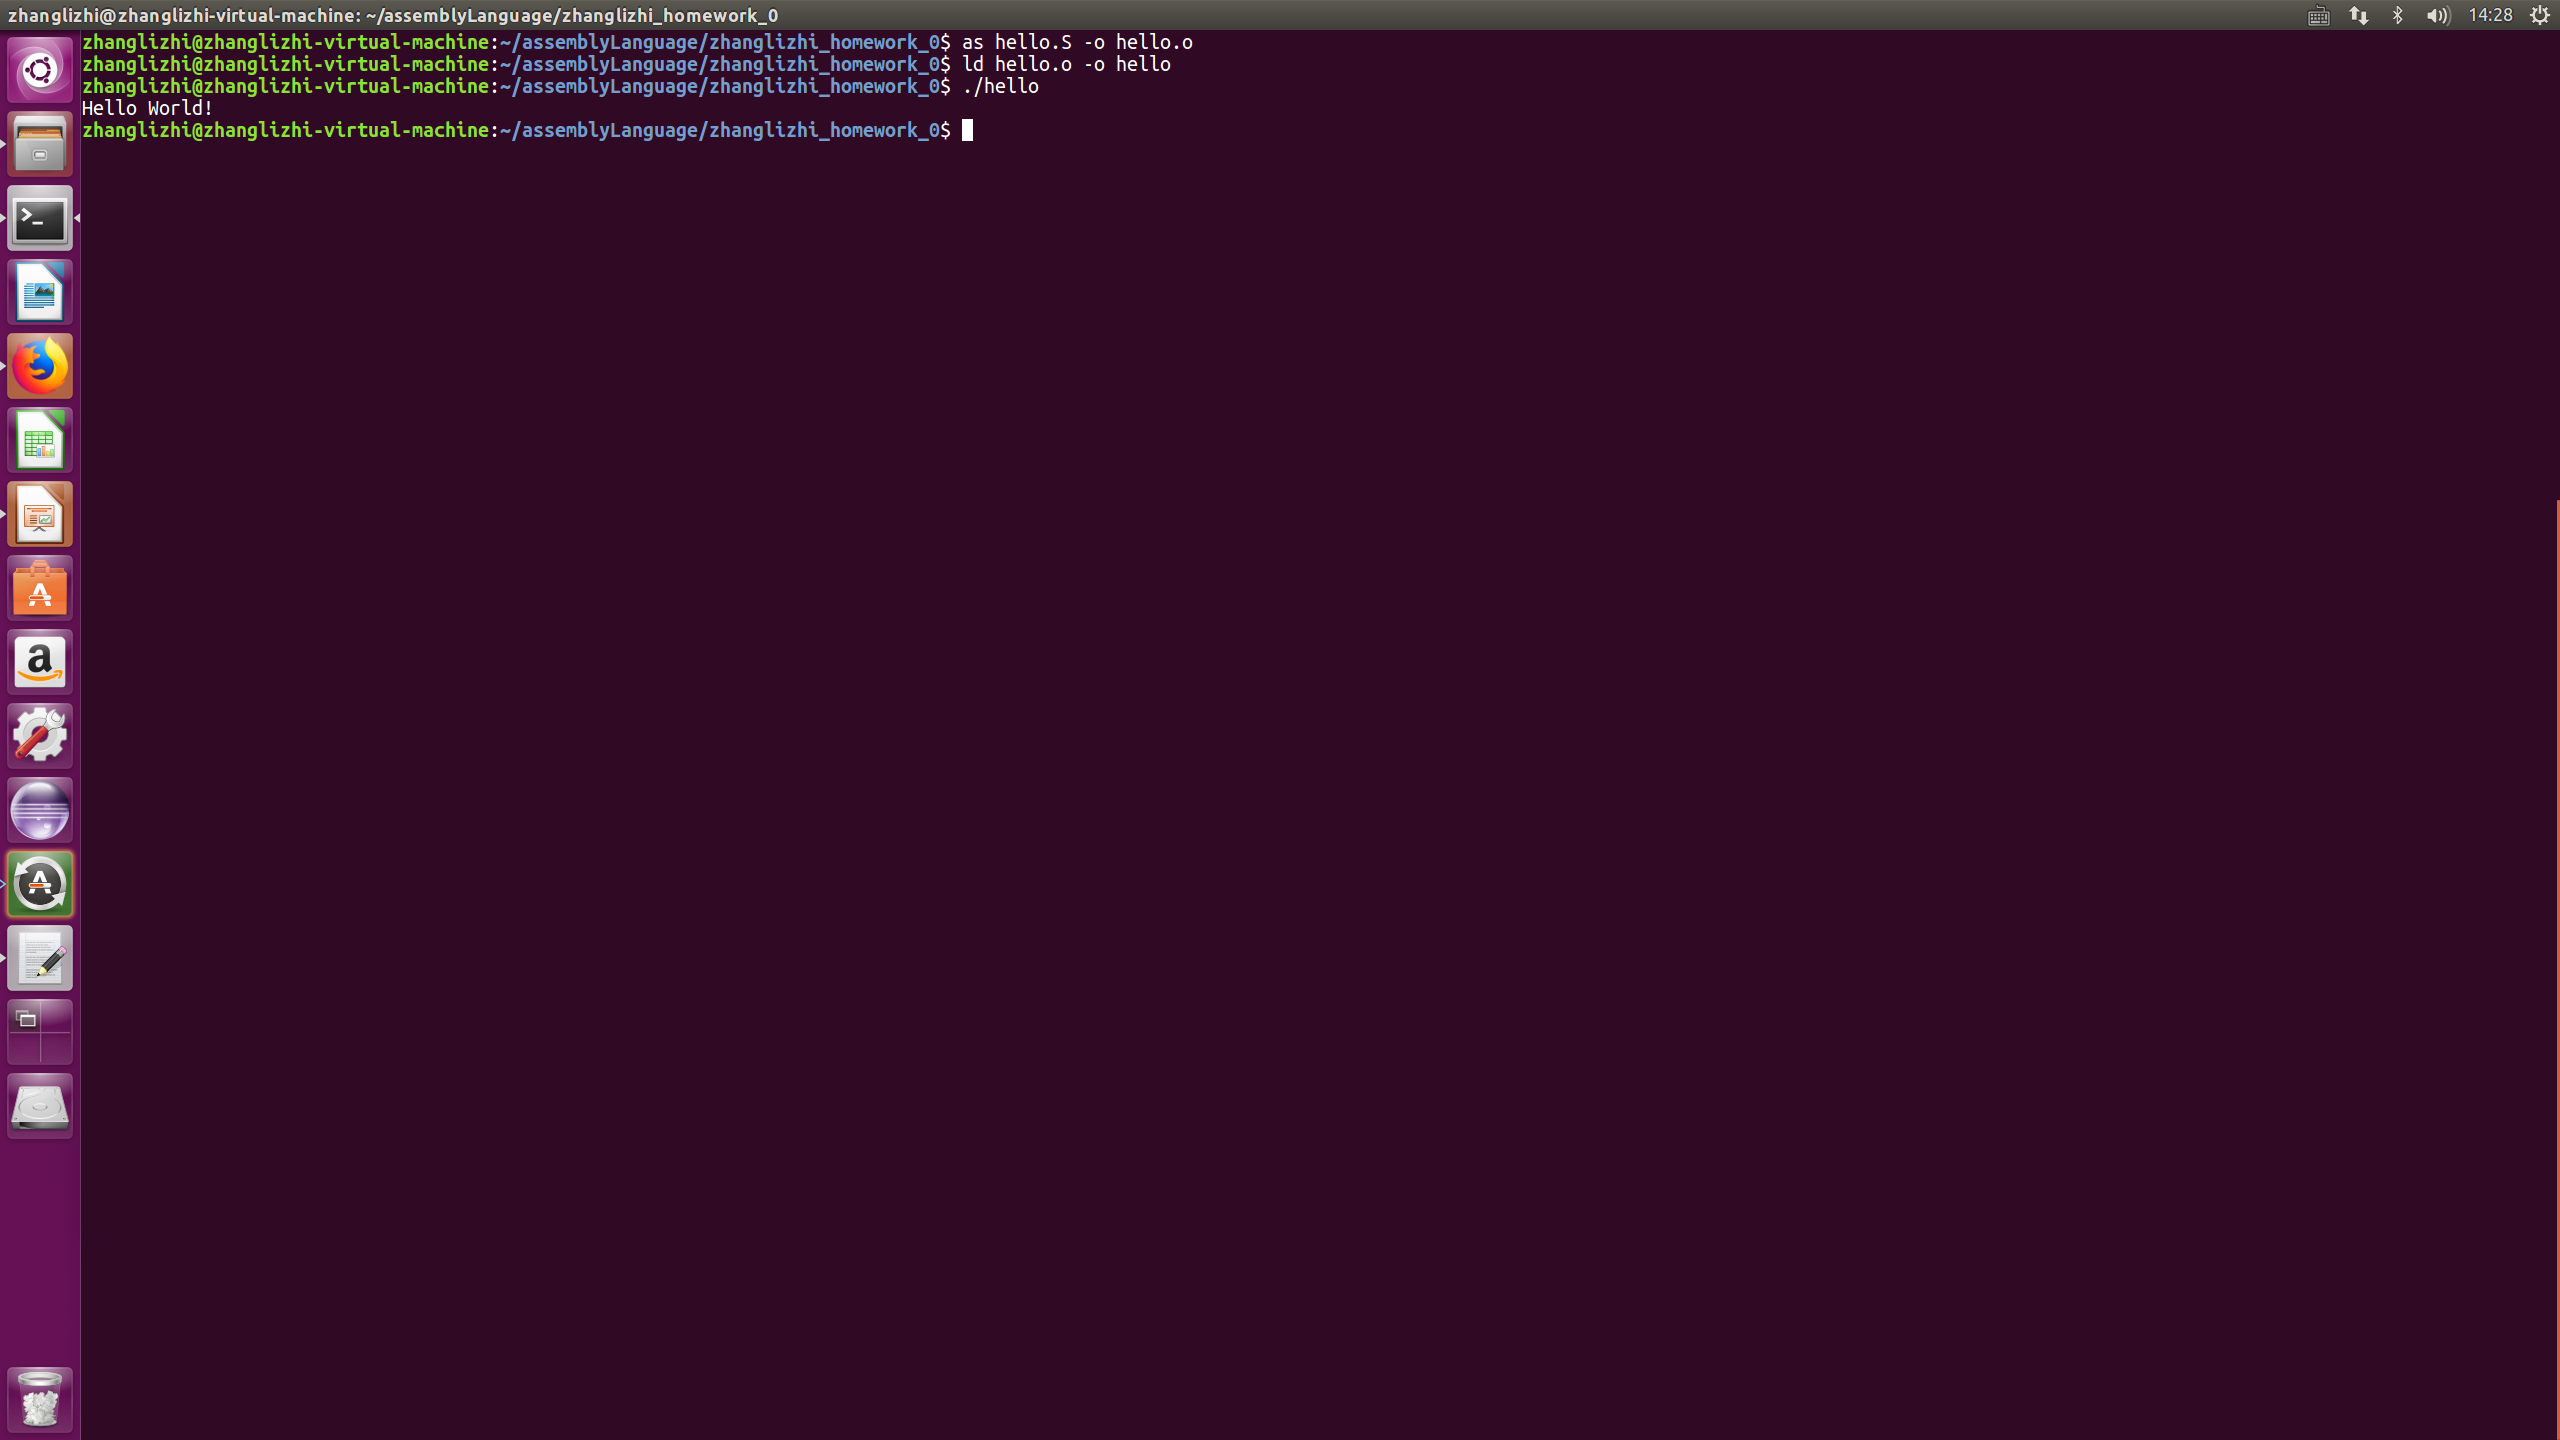 zhanglizhi@zhanglizhi-virtual-machine: ~/assemblyLanguage/zhanglizhi_homework_0
14:28
zhanglizhi@zhanglizhi-virtual-machine:~/assemblyLanguage/zhanglizhi_homework_0$ as hello.S -o hello.o
zhanglizhi@zhanglizhi-virtual-machine:~/assemblyLanguage/zhanglizhi_homework_0$ ld hello.o -o hello
zhanglizhi@zhanglizhi-virtual-machine:~/assemblyLanguage/zhanglizhi_homework_0$ ./hello
Hello World!
zhanglizhi@zhanglizhi-virtual-machine:~/assemblyLanguage/zhanglizhi_homework_0$